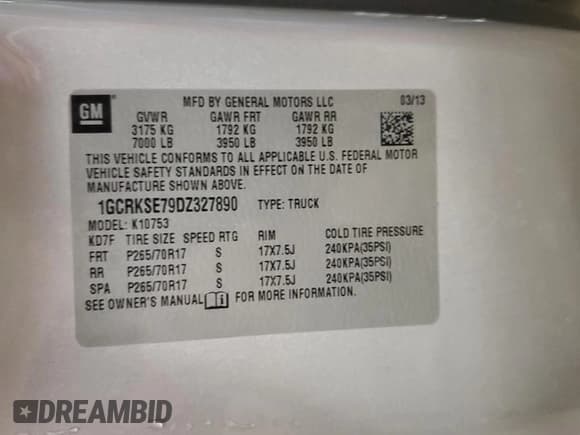 GM
MFD BY GENERAL MOTORS LLC 03/13
GVWR GAWR FRT GAWR RR
3175 KG 1792 KG 1792 KG
7000 LB 3950 LB 3950 LB
THIS VEHICLE CONFORMS TO ALL APPLICABLE U.S. FEDERAL MOTOR
VEHICLE SAFETY STANDARDS IN EFFECT ON THE DATE OF
MANUFACTURE SHOWN ABOVE.
1GCRKSE79DZ327890 TYPE: TRUCK
MODEL: K10753
KD7F TIRE SIZE SPEED RTG RIM COLD TIRE PRESSURE
FRT P265/70R17 S 17X7.5J 240KPA(35PSI)
RR P265/70R17 S 17X7.5J 240KPA(35PSI)
SPA P265/70R17 S 17X7.5J 240KPA(35PSI)
SEE OWNER'S MANUAL i FOR MORE INFORMATION.
DREAMBID